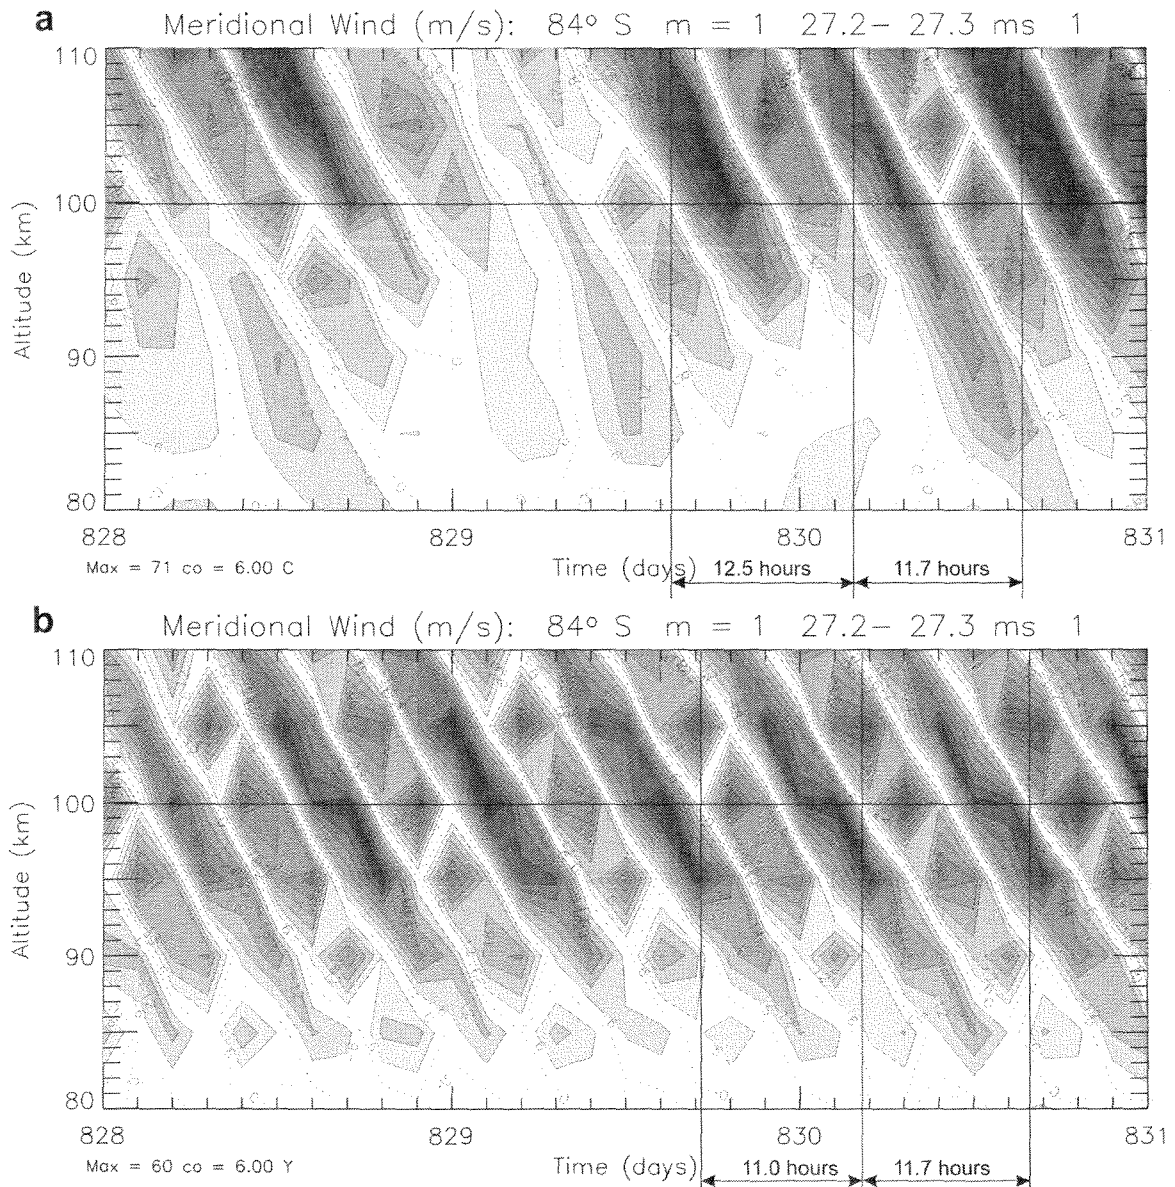 a
Meridional Wind (m/s): 84° S m = 1 27.2– 27.3 ms 1
110
100
90
80
Altitude (km)
828 829 830 831
Max = 71 co = 6.00 C
Time (days)
12.5 hours
11.7 hours
b
Meridional Wind (m/s): 84° S m = 1 27.2– 27.3 ms 1
110
100
90
80
Altitude (km)
828 829 830 831
Max = 60 co = 6.00 Y
Time (days)
11.0 hours
11.7 hours